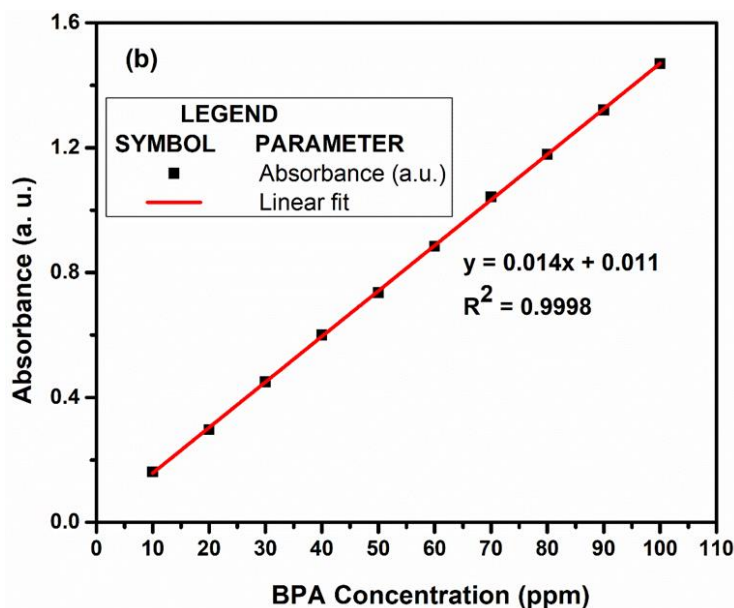 1.6
(b)
LEGEND
SYMBOL PARAMETER
Absorbance (a.u.)
Linear fit
1.2
0.8
0.4
0.0
Absorbance (a. u.)
y = 0.014x + 0.011
R² = 0.9998
0 10 20 30 40 50 60 70 80 90 100 110
BPA Concentration (ppm)